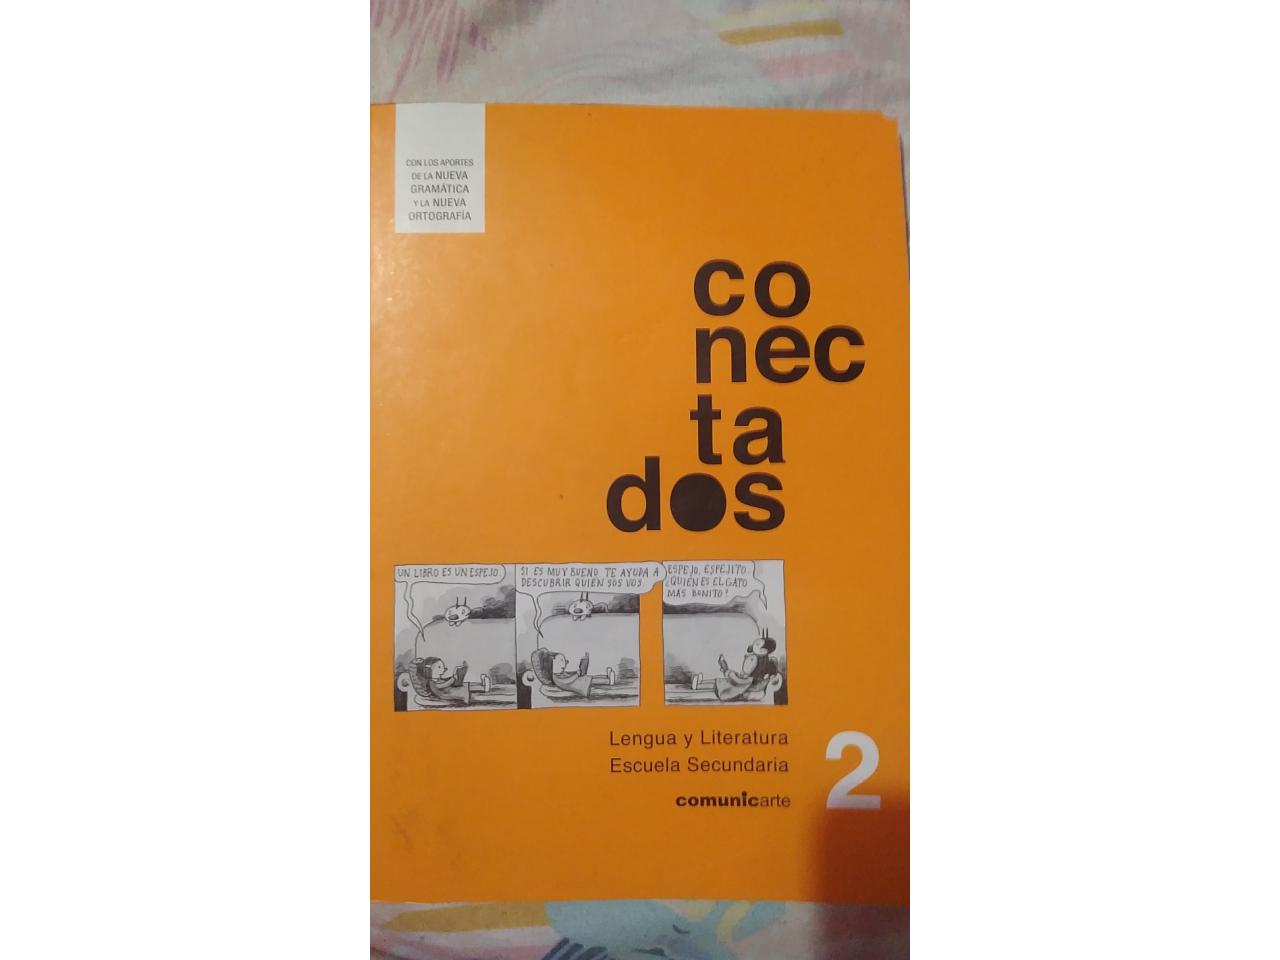 CON LOS APORTES
DE LA NUEVA
GRAMÁTICA
Y LA NUEVA
ORTOGRAFÍA
co
nec
ta
dos
UN LIBRO ES UN ESPEJO.
SI ES MUY BUENO TE AYUDA A
DESCUBRIR QUIEN SOS VOS.
ESPEJO, ESPEJITO
¿QUIÉN ES EL GATO
MAS BONITO?
Lengua y Literatura
Escuela Secundaria
2
comunicarte